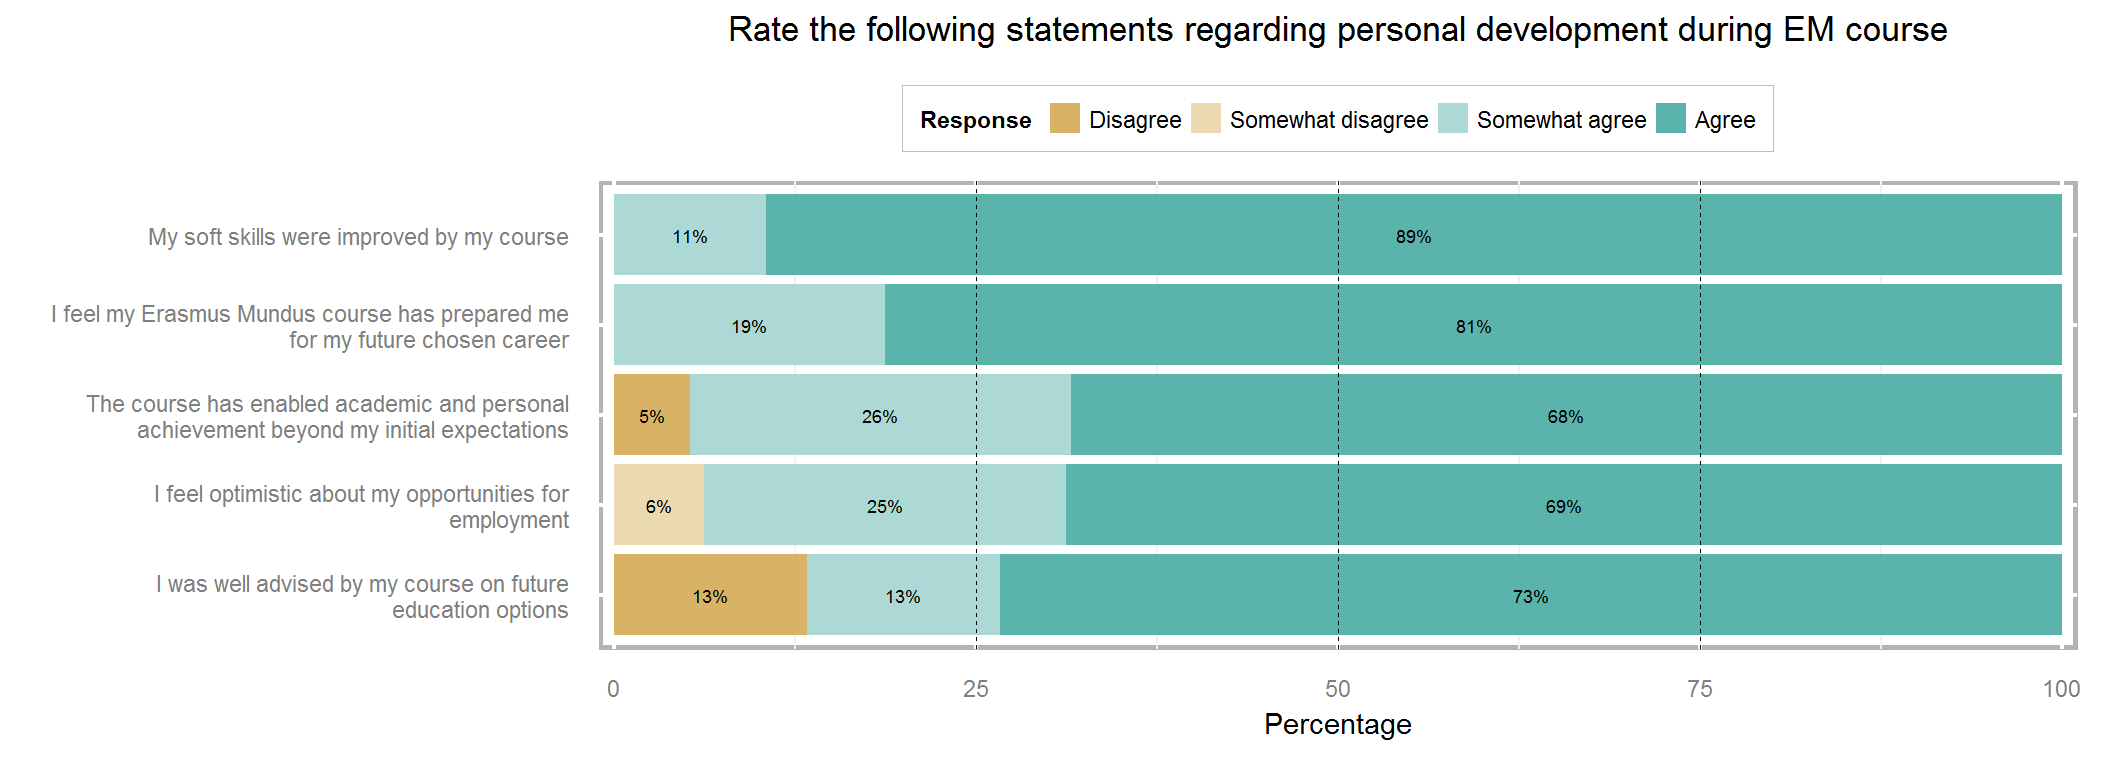 Rate the following statements regarding personal development during EM course
Response Disagree Somewhat disagree Somewhat agree Agree
My soft skills were improved by my course
11% 89%
I feel my Erasmus Mundus course has prepared me
for my future chosen career
19% 81%
The course has enabled academic and personal
achievement beyond my initial expectations
5% 26% 68%
I feel optimistic about my opportunities for
employment
6% 25% 69%
I was well advised by my course on future
education options
13% 13% 73%
0 25 50 75 100
Percentage